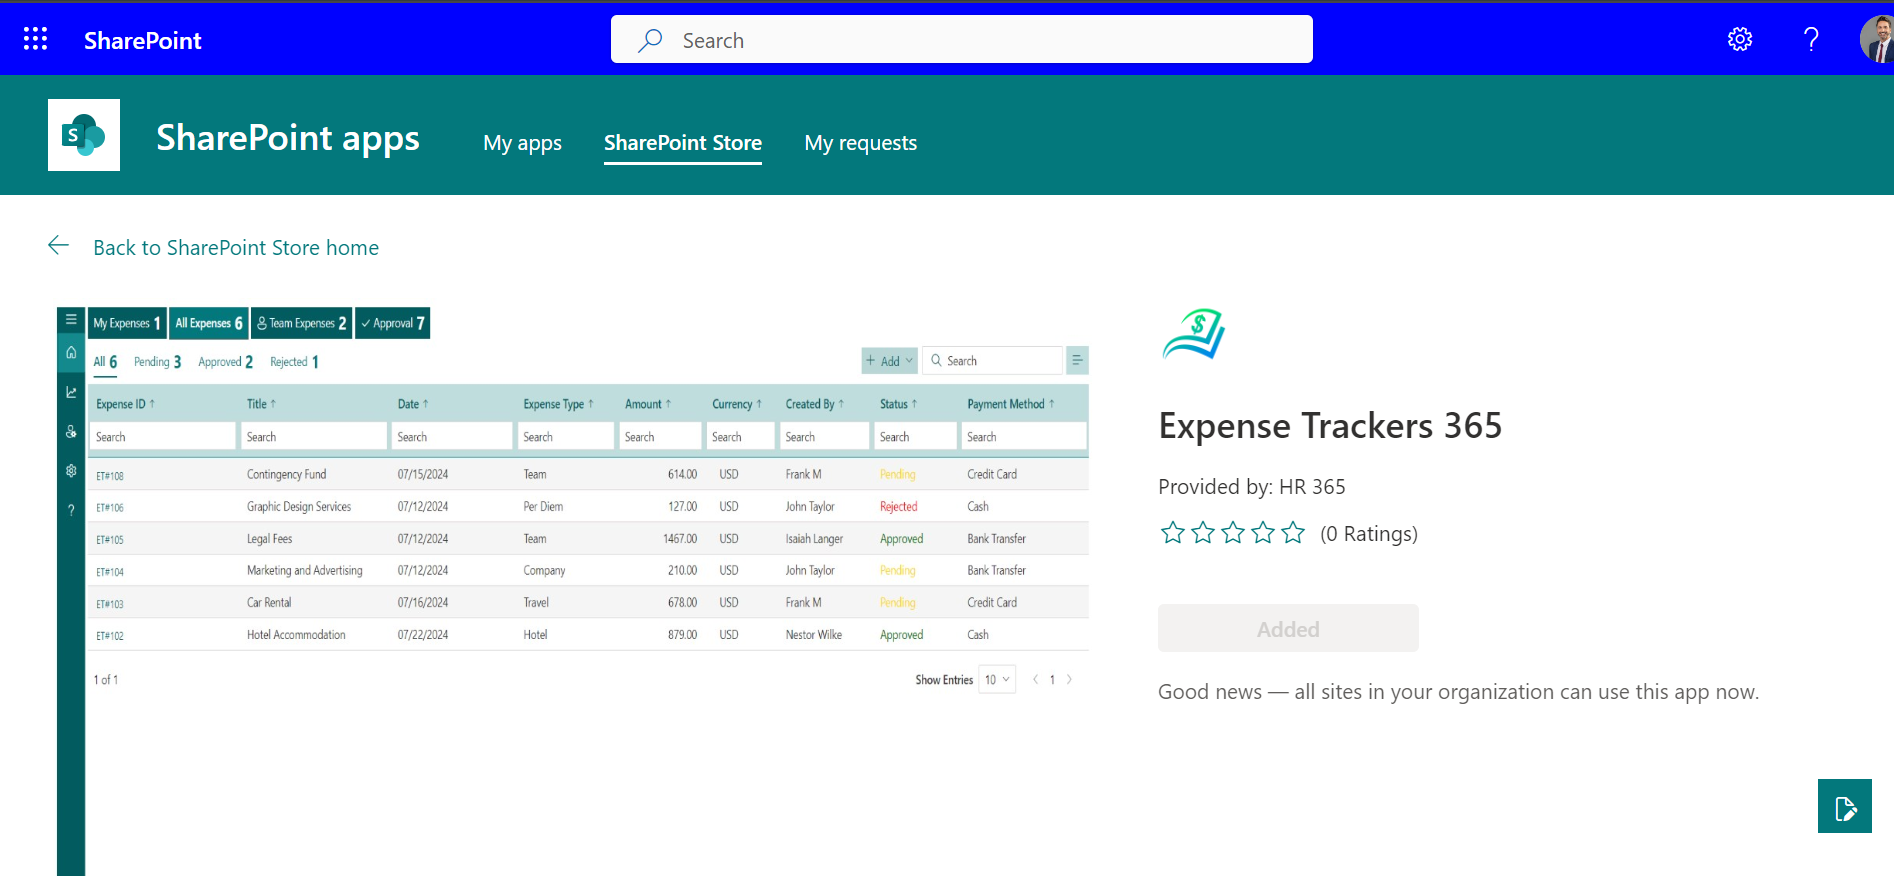 SharePoint
Search
?
S
SharePoint apps
My apps
SharePoint Store
My requests
Back to SharePoint Store home
My Expenses 1
All Expenses 6
Team Expenses 2
Approval 7
All 6
Pending 3
Approved 2
Rejected 1
+ Add
Search
Expense ID ↑ Title ↑ Date ↑ Expense Type ↑ Amount ↑ Currency ↑ Created By ↑ Status ↑ Payment Method ↑
Search Search Search Search Search Search Search Search Search
ET#108 Contingency Fund 07/15/2024 Team 614.00 USD Frank M Pending Credit Card
ET#106 Graphic Design Services 07/12/2024 Per Diem 127.00 USD John Taylor Rejected Cash
ET#105 Legal Fees 07/12/2024 Team 1467.00 USD Isaiah Langer Approved Bank Transfer
ET#104 Marketing and Advertising 07/12/2024 Company 210.00 USD John Taylor Pending Bank Transfer
ET#103 Car Rental 07/16/2024 Travel 678.00 USD Frank M Pending Credit Card
ET#102 Hotel Accommodation 07/22/2024 Hotel 879.00 USD Nestor Wilke Approved Cash
?
1 of 1
Show Entries 10
1
$
Expense Trackers 365
Provided by: HR 365
(0 Ratings)
Added
Good news — all sites in your organization can use this app now.